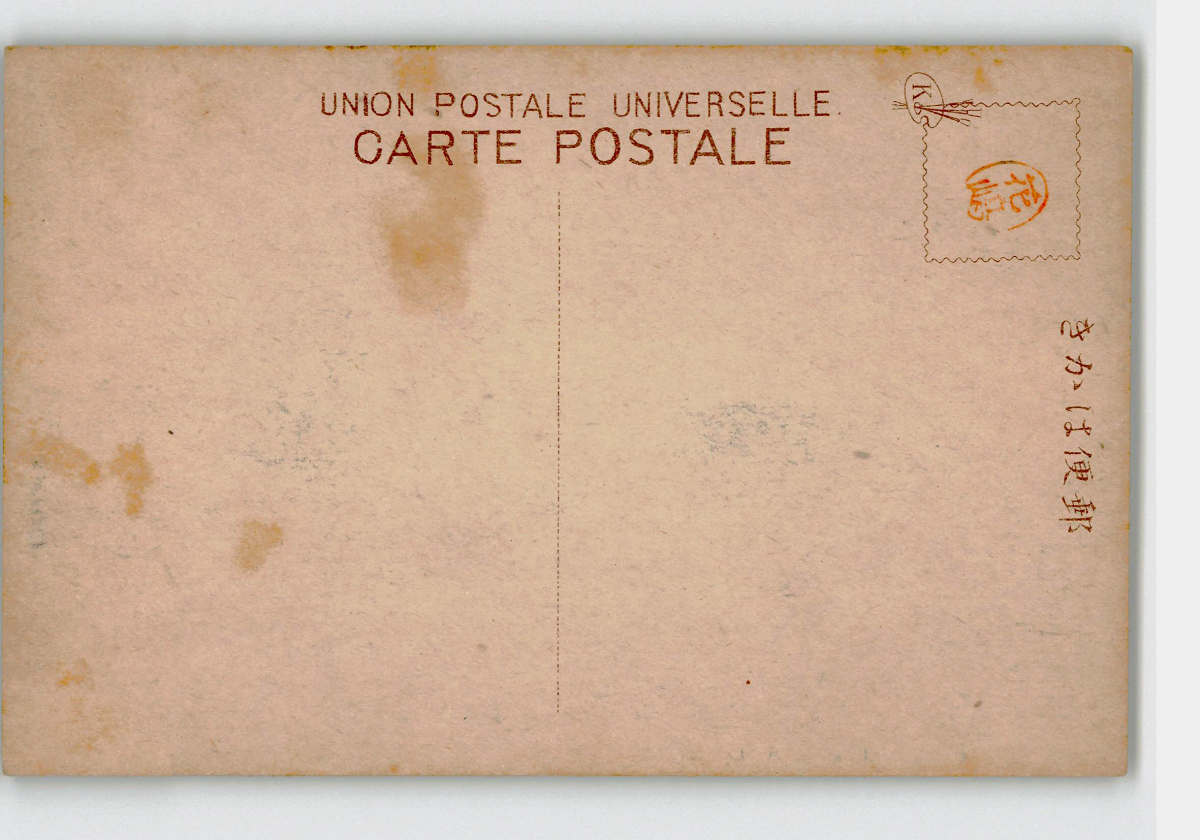 UNION POSTALE UNIVERSELLE.
CARTE POSTALE
K
郵便はかき